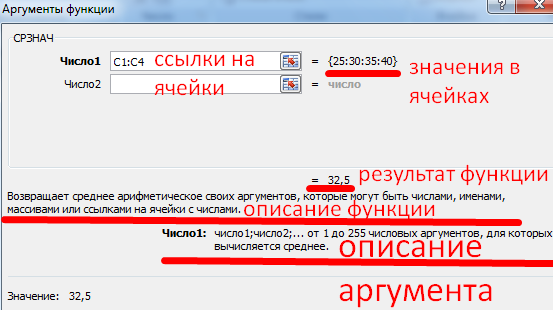 Аргументы функции
СРЗНАЧ
Число1 C1:C4 = {25:30:35:40}
ссылки на ячейки
значения в ячейках
Число2 = число
= 32,5 результат функции
Возвращает среднее арифметическое своих аргументов, которые могут быть числами, именами,
массивами или ссылками на ячейки с числами. описание функции
Число1: число1;число2;... от 1 до 255 числовых аргументов, для которых
вычисляется среднее. описание
аргумента
Значение: 32,5